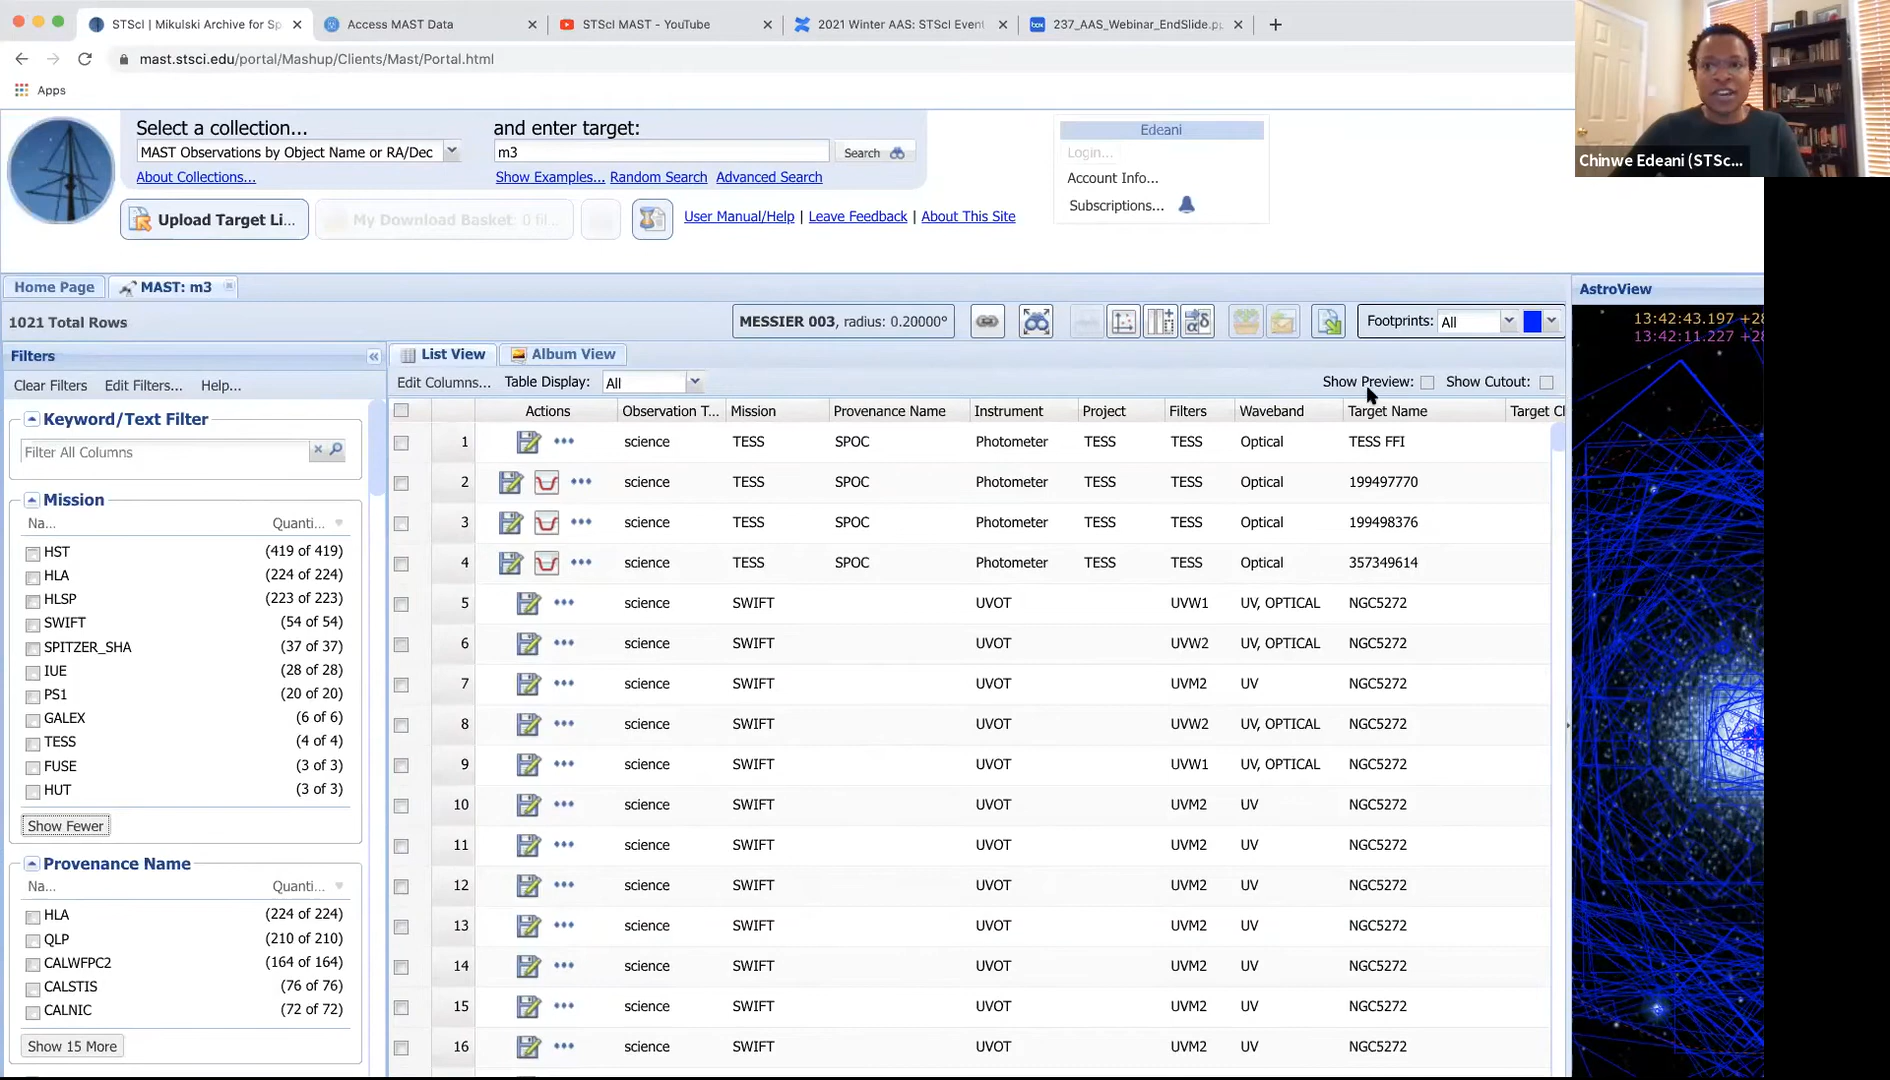 STScI | Mikulski Archive for Sp
Access MAST Data
STScI MAST - YouTube
2021 Winter AAS: STScI Event
box
237_AAS_Webinar_EndSlide.pp
mast.stsci.edu/portal/Mashup/Clients/Mast/Portal.html
Apps
Select a collection...
and enter target:
MAST Observations by Object Name or RA/Dec
m3
Search
About Collections...
Show Examples... Random Search Advanced Search
Upload Target Li...
My Download Basket: 0 fil...
User Manual/Help | Leave Feedback | About This Site
Edeani
Login...
Account Info...
Subscriptions...
Chinwe Edeani (STSc...
Home Page
MAST: m3
1021 Total Rows
MESSIER 003, radius: 0.20000°
Footprints: All
AstroView
13:42:43.197 +28
13:42:11.227 +28
Filters
List View
Album View
Clear Filters Edit Filters... Help...
Edit Columns... Table Display: All
Show Preview: Show Cutout:
Keyword/Text Filter
Filter All Columns
Mission
Na... Quanti...
HST (419 of 419)
HLA (224 of 224)
HLSP (223 of 223)
SWIFT (54 of 54)
SPITZER_SHA (37 of 37)
IUE (28 of 28)
PS1 (20 of 20)
GALEX (6 of 6)
TESS (4 of 4)
FUSE (3 of 3)
HUT (3 of 3)
Show Fewer
Provenance Name
Na... Quanti...
HLA (224 of 224)
QLP (210 of 210)
CALWFPC2 (164 of 164)
CALSTIS (76 of 76)
CALNIC (72 of 72)
Show 15 More
Actions Observation T... Mission Provenance Name Instrument Project Filters Waveband Target Name Target Cl
1 science TESS SPOC Photometer TESS TESS Optical TESS FFI
2 science TESS SPOC Photometer TESS TESS Optical 199497770
3 science TESS SPOC Photometer TESS TESS Optical 199498376
4 science TESS SPOC Photometer TESS TESS Optical 357349614
5 science SWIFT UVOT UVW1 UV, OPTICAL NGC5272
6 science SWIFT UVOT UVW2 UV, OPTICAL NGC5272
7 science SWIFT UVOT UVM2 UV NGC5272
8 science SWIFT UVOT UVW2 UV, OPTICAL NGC5272
9 science SWIFT UVOT UVW1 UV, OPTICAL NGC5272
10 science SWIFT UVOT UVM2 UV NGC5272
11 science SWIFT UVOT UVM2 UV NGC5272
12 science SWIFT UVOT UVM2 UV NGC5272
13 science SWIFT UVOT UVM2 UV NGC5272
14 science SWIFT UVOT UVM2 UV NGC5272
15 science SWIFT UVOT UVM2 UV NGC5272
16 science SWIFT UVOT UVM2 UV NGC5272